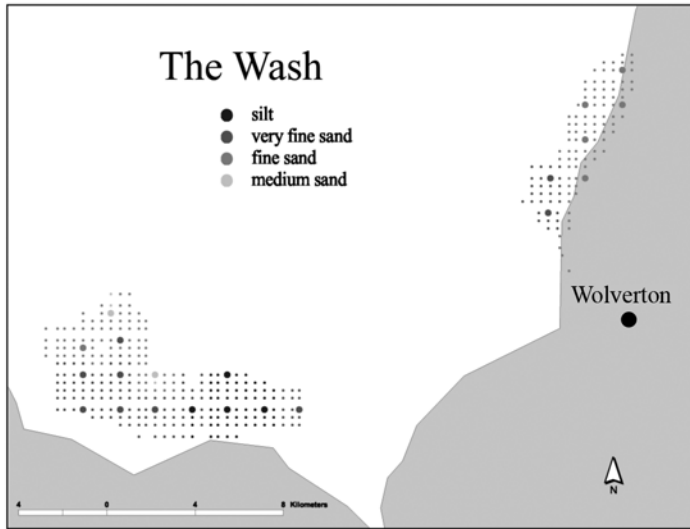 The Wash
silt
very fine sand
fine sand
medium sand
Wolverton
N
4 0 4 8 Kilometers